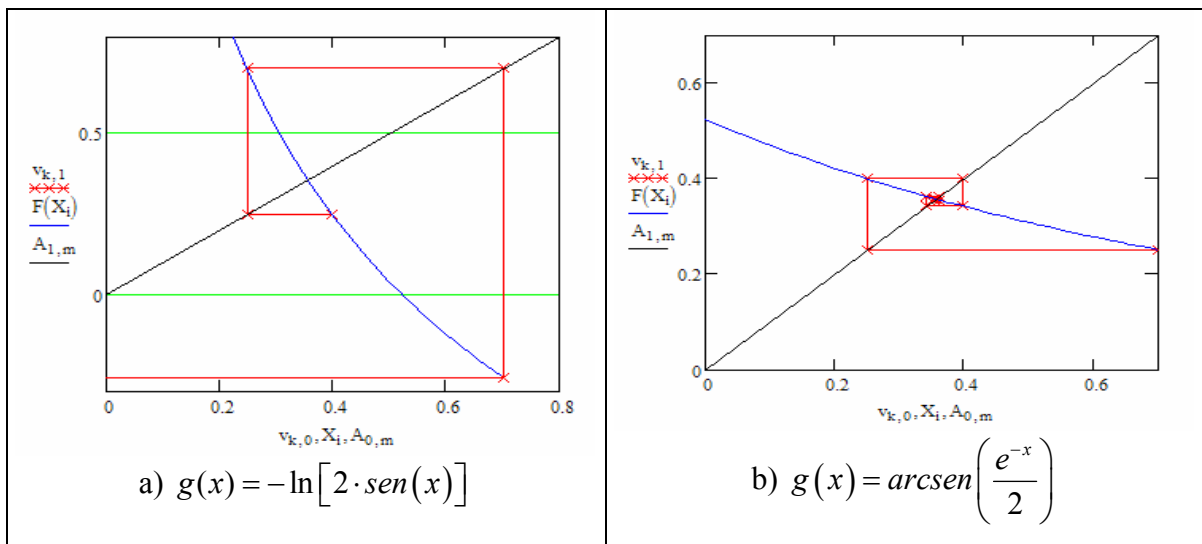 0.5
0
v_{k,1}
F(X_i)
A_{1,m}
0 0.2 0.4 0.6 0.8
v_{k,0}, X_i, A_{0,m}
a) g(x) = −ln[2·sen(x)]
0.6
0.4
0.2
0
v_{k,1}
F(X_i)
A_{1,m}
0 0.2 0.4 0.6
v_{k,0}, X_i, A_{0,m}
b) g(x) = arcsen(e^{-x}/2)